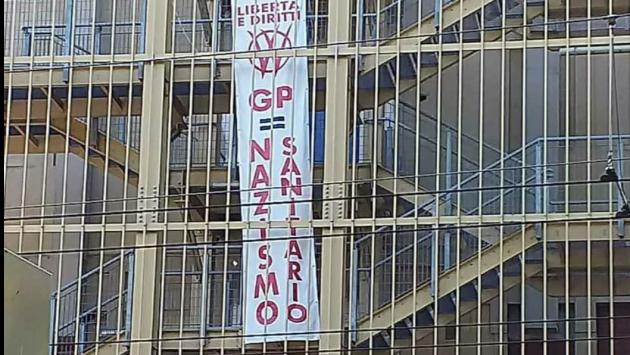 LIBERTÀ
E DIRITTI
GP
=
NAZISMO
SANITARIO